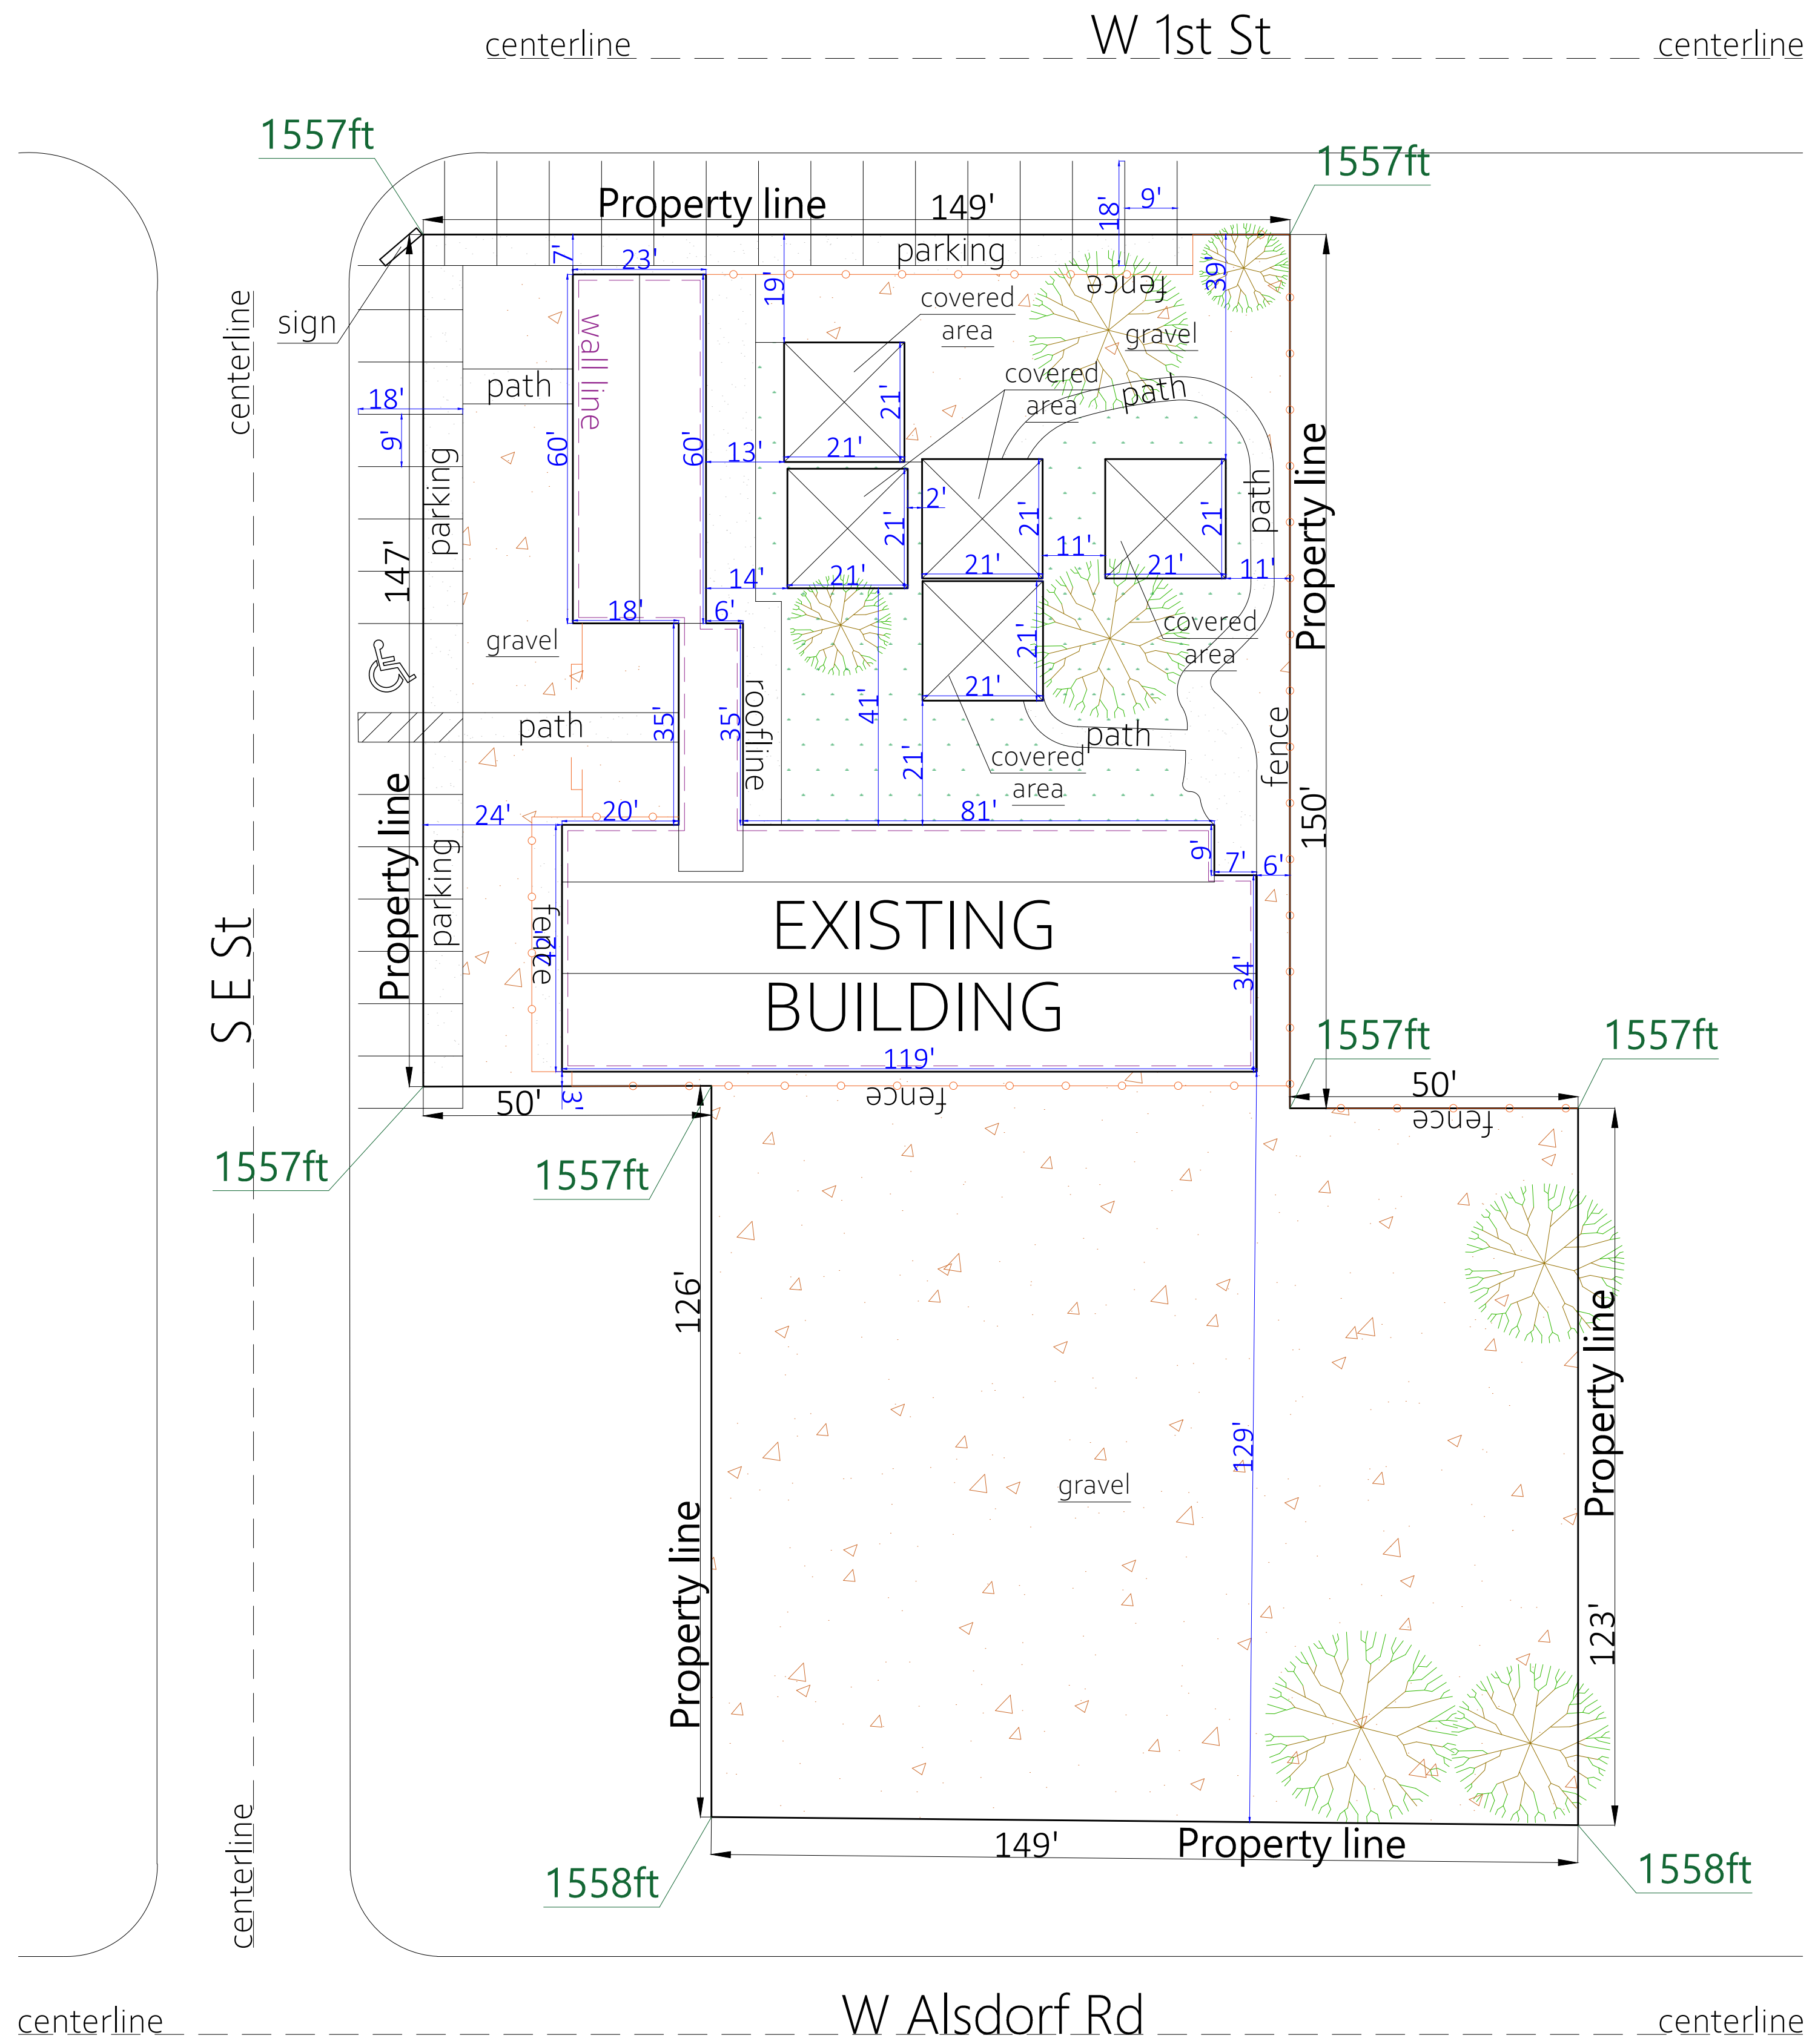 W 1st St
centerline
centerline
1557ft
1557ft
Property line
149'
18'
9'
parking
7'
23'
19'
39'
fence
covered
area
gravel
sign
centerline
wall line
path
covered
area
path
18'
9'
60'
60'
21'
21'
13'
parking
Property line
147'
2'
21'
21'
21'
path
11'
21'
21'
21'
11'
14'
21'
18'
6'
covered
area
gravel
21'
21'
roofline
41'
35'
35'
path
path
fence
21'
covered
area
150'
Property line
24'
20'
81'
parking
9'
7'
6'
fence
42'
EXISTING
BUILDING
34'
S E St
119'
3'
fence
50'
1557ft
1557ft
50'
fence
1557ft
1557ft
126'
Property line
129'
gravel
Property line
123'
149'
Property line
1558ft
1558ft
centerline
W Alsdorf Rd
centerline
centerline